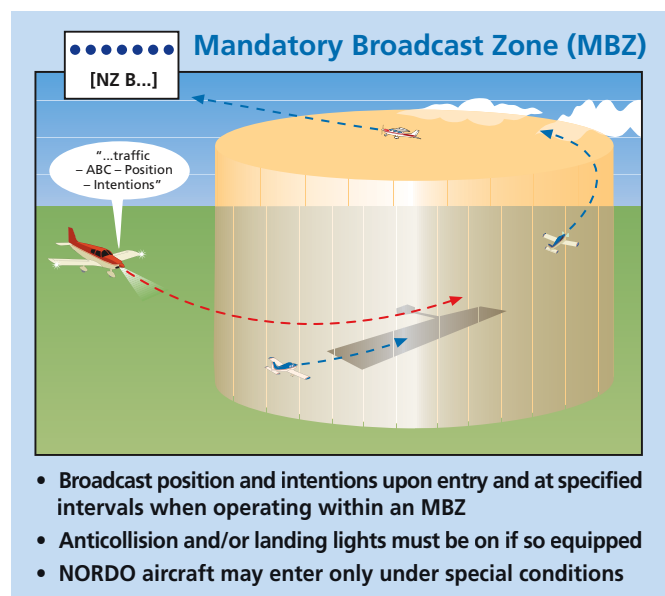 Mandatory Broadcast Zone (MBZ)
[NZ B...]
“...traffic
– ABC – Position
– Intentions”
• Broadcast position and intentions upon entry and at specified
intervals when operating within an MBZ
• Anticollision and/or landing lights must be on if so equipped
• NORDO aircraft may enter only under special conditions